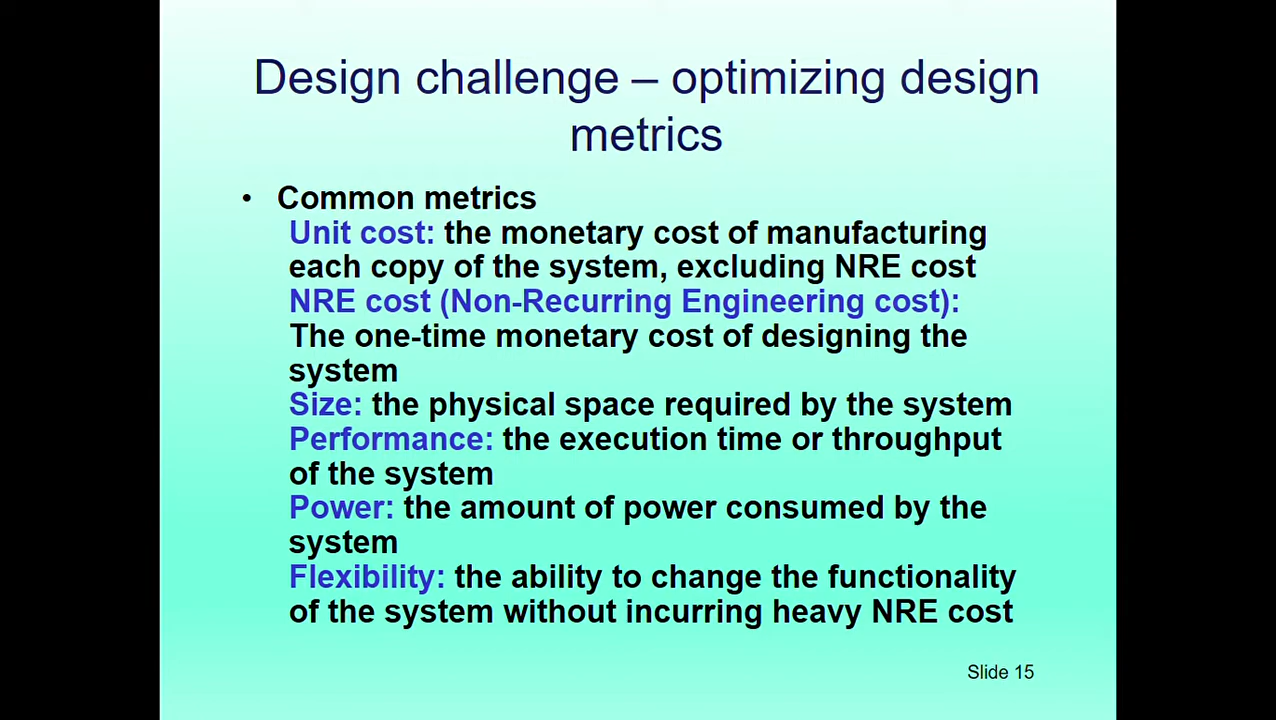 Design challenge – optimizing design
metrics
• Common metrics
Unit cost: the monetary cost of manufacturing
each copy of the system, excluding NRE cost
NRE cost (Non-Recurring Engineering cost):
The one-time monetary cost of designing the
system
Size: the physical space required by the system
Performance: the execution time or throughput
of the system
Power: the amount of power consumed by the
system
Flexibility: the ability to change the functionality
of the system without incurring heavy NRE cost
Slide 15